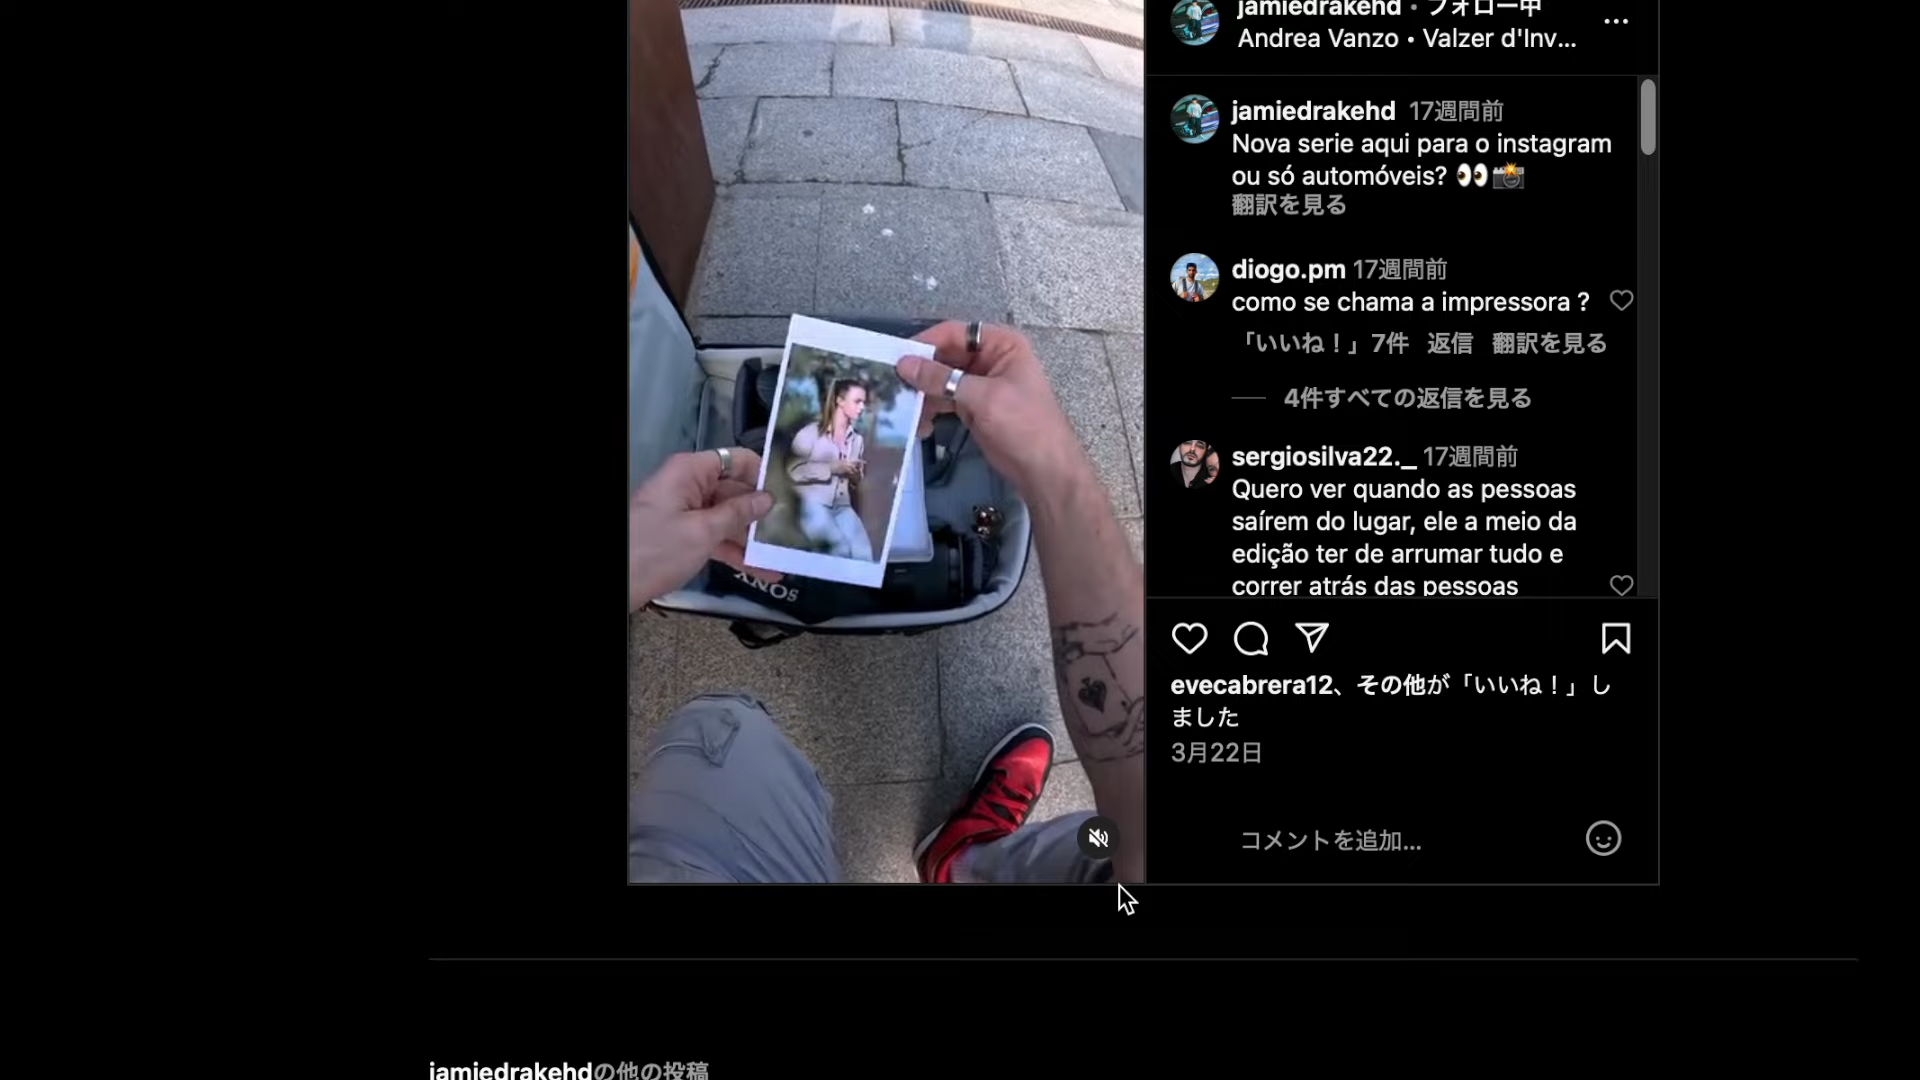 jamiedrakehd • フォロー中
Andrea Vanzo • Valzer d'Inv...
jamiedrakehd 17週間前
Nova serie aqui para o instagram
ou só automóveis? 👀📸
翻訳を見る
diogo.pm 17週間前
como se chama a impressora ?
「いいね！」7件 返信 翻訳を見る
4件すべての返信を見る
sergiosilva22._ 17週間前
Quero ver quando as pessoas
saírem do lugar, ele a meio da
edição ter de arrumar tudo e
correr atrás das pessoas
SONY
evecabrera12、その他が「いいね！」し
ました
3月22日
コメントを追加...
jamiedrakehdの他の投稿